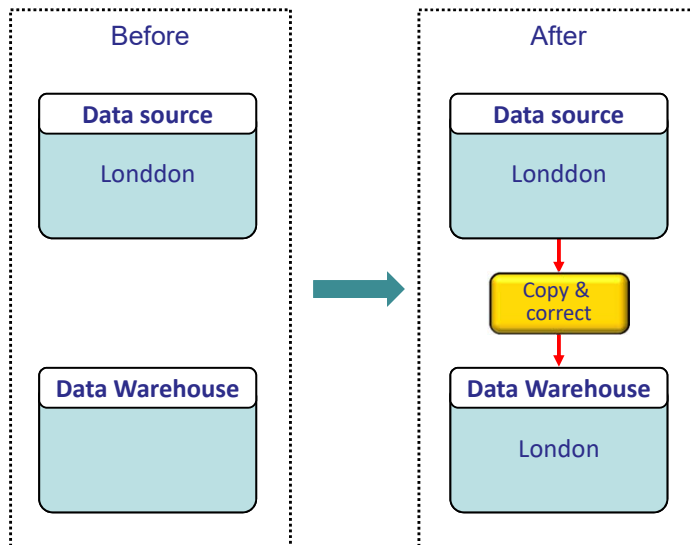 Before
Data source
Londdon
Data Warehouse
After
Data source
Londdon
Copy &
correct
Data Warehouse
London